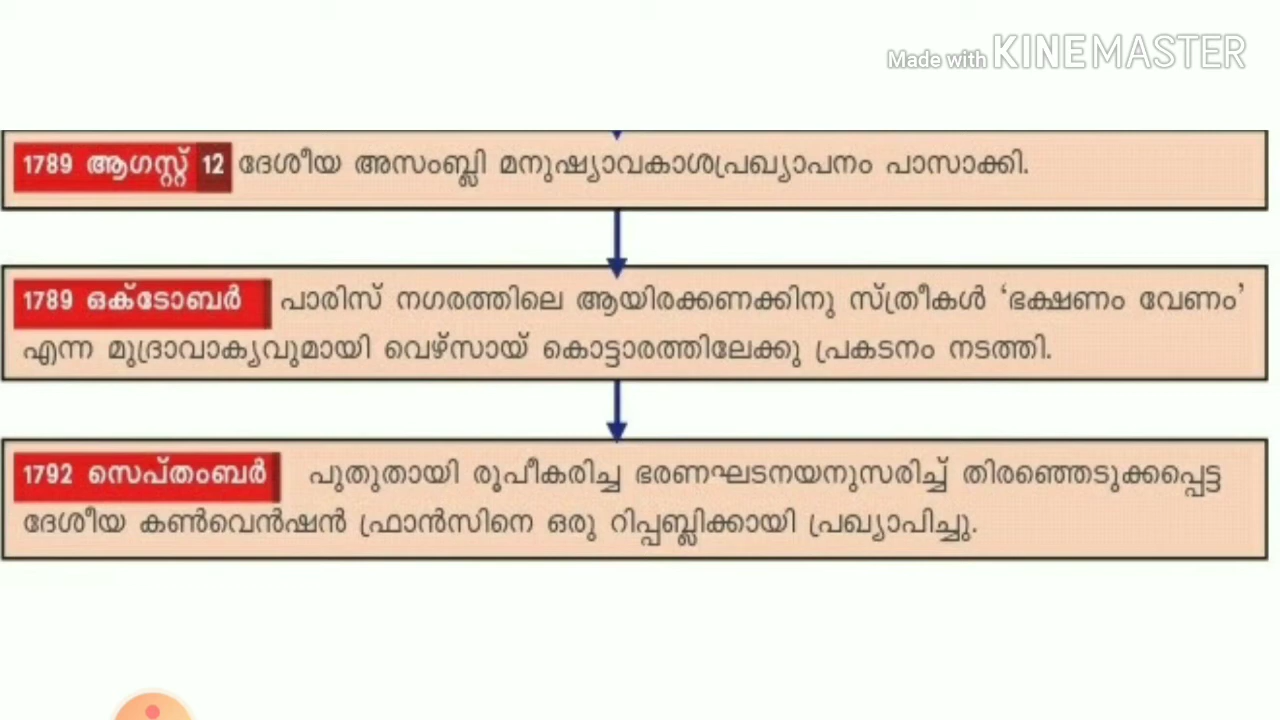 Made with KINEMASTER
1789 ആഗസ്റ്റ് 12 ദേശീയ അസംബ്ലി മനുഷ്യാവകാശപ്രഖ്യാപനം പാസാക്കി.
1789 ഒക്ടോബർ പാരിസ് നഗരത്തിലെ ആയിരക്കണക്കിനു സ്ത്രീകൾ ‘ഭക്ഷണം വേണം’
എന്ന മുദ്രാവാക്യവുമായി വെഴ്സായ് കൊട്ടാരത്തിലേക്കു പ്രകടനം നടത്തി.
1792 സെപ്തംബർ പുതുതായി രൂപീകരിച്ച ഭരണഘടനയനുസരിച്ച് തിരഞ്ഞെടുക്കപ്പെട്ട
ദേശീയ കൺവെൻഷൻ ഫ്രാൻസിനെ ഒരു റിപ്പബ്ലിക്കായി പ്രഖ്യാപിച്ചു.